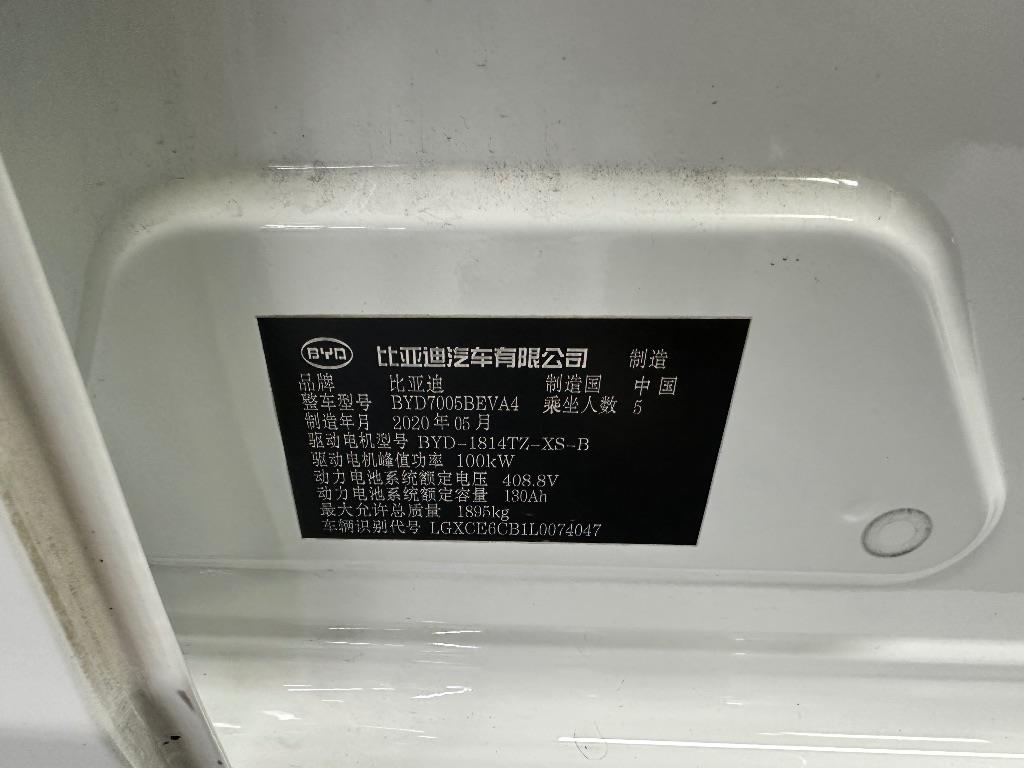 BYD 比亚迪汽车有限公司 制造
品牌 比亚迪 制造国 中国
整车型号 BYD7005BEVA4 乘坐人数 5
制造年月 2020年05月
驱动电机型号 BYD-1814TZ-XS-B
驱动电机峰值功率 100kW
动力电池系统额定电压 408.8V
动力电池系统额定容量 130Ah
最大允许总质量 1895kg
车辆识别代号 LGXCE6CB1L0074047